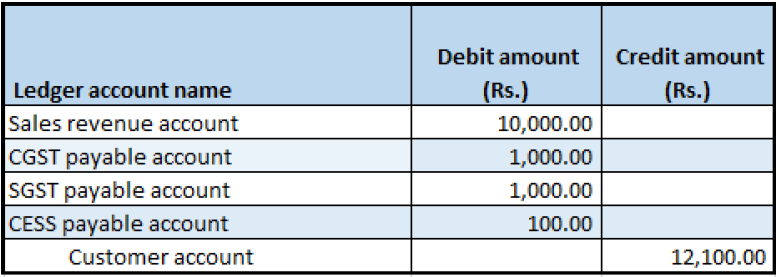 Ledger account name Debit amount (Rs.) Credit amount (Rs.)
Sales revenue account 10,000.00
CGST payable account 1,000.00
SGST payable account 1,000.00
CESS payable account 100.00
Customer account 12,100.00